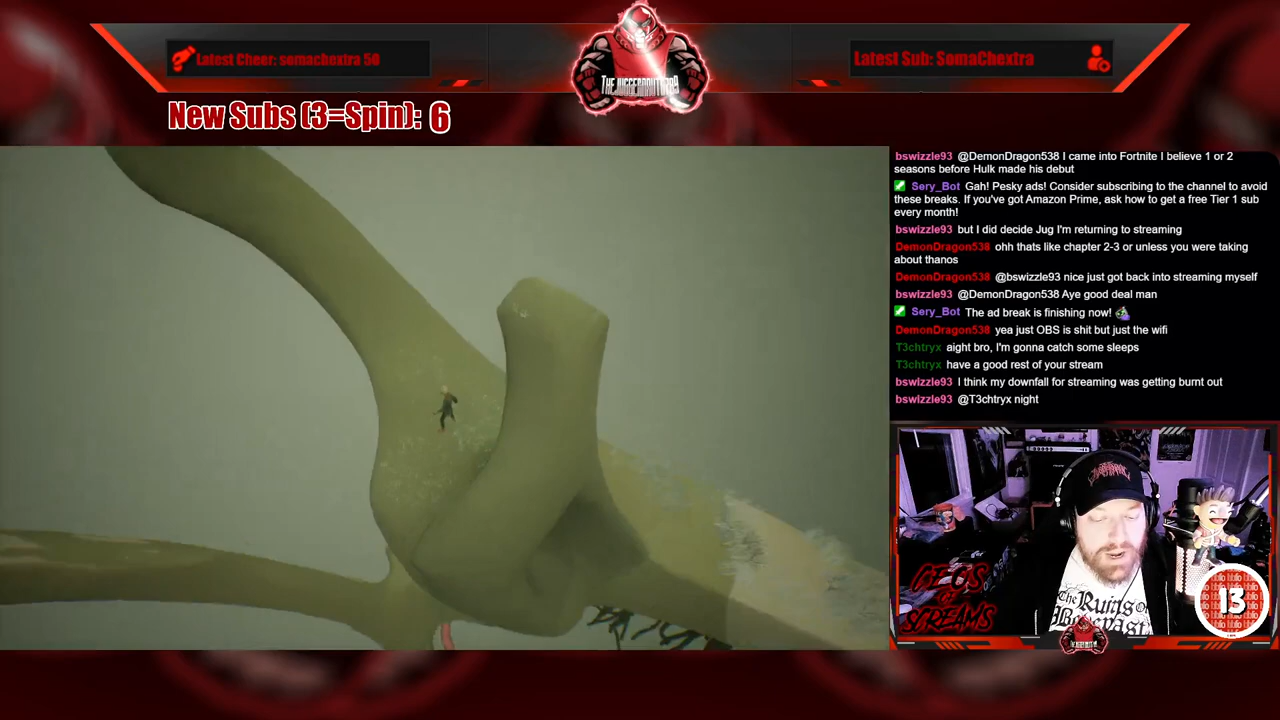 Latest Cheer: somachextra 50
THEJUGGERNAUT0789
Latest Sub: SomaChextra
New Subs (3=Spin): 6
bswizzle93 @DemonDragon538 I came into Fortnite I believe 1 or 2
seasons before Hulk made his debut
Sery_Bot Gah! Pesky ads! Consider subscribing to the channel to avoid
these breaks. If you've got Amazon Prime, ask how to get a free Tier 1 sub
every month!
bswizzle93 but I did decide Jug I'm returning to streaming
DemonDragon538 ohh thats like chapter 2-3 or unless you were taking
about thanos
DemonDragon538 @bswizzle93 nice just got back into streaming myself
bswizzle93 @DemonDragon538 Aye good deal man
Sery_Bot The ad break is finishing now!
DemonDragon538 yea just OBS is shit but just the wifi
T3chtryx aight bro, I'm gonna catch some sleeps
T3chtryx have a good rest of your stream
bswizzle93 I think my downfall for streaming was getting burnt out
bswizzle93 @T3chtryx night
The Ruins Of
SCREAMS
13